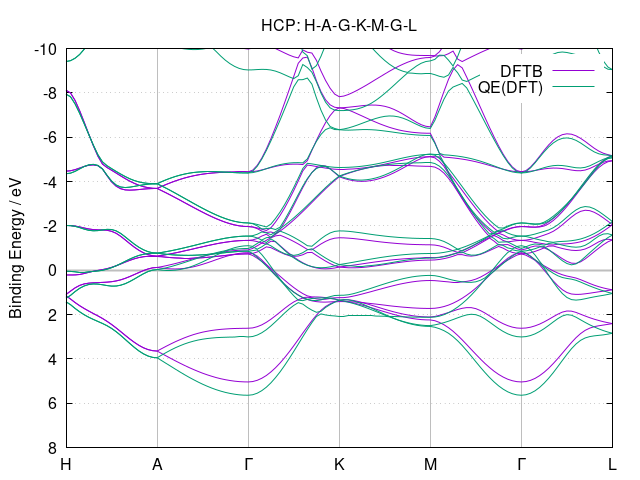 HCP: H-A-G-K-M-G-L
-10
-8
-6
-4
-2
0
2
4
6
8
Binding Energy / eV
DFTB
QE(DFT)
H A Γ K M Γ L